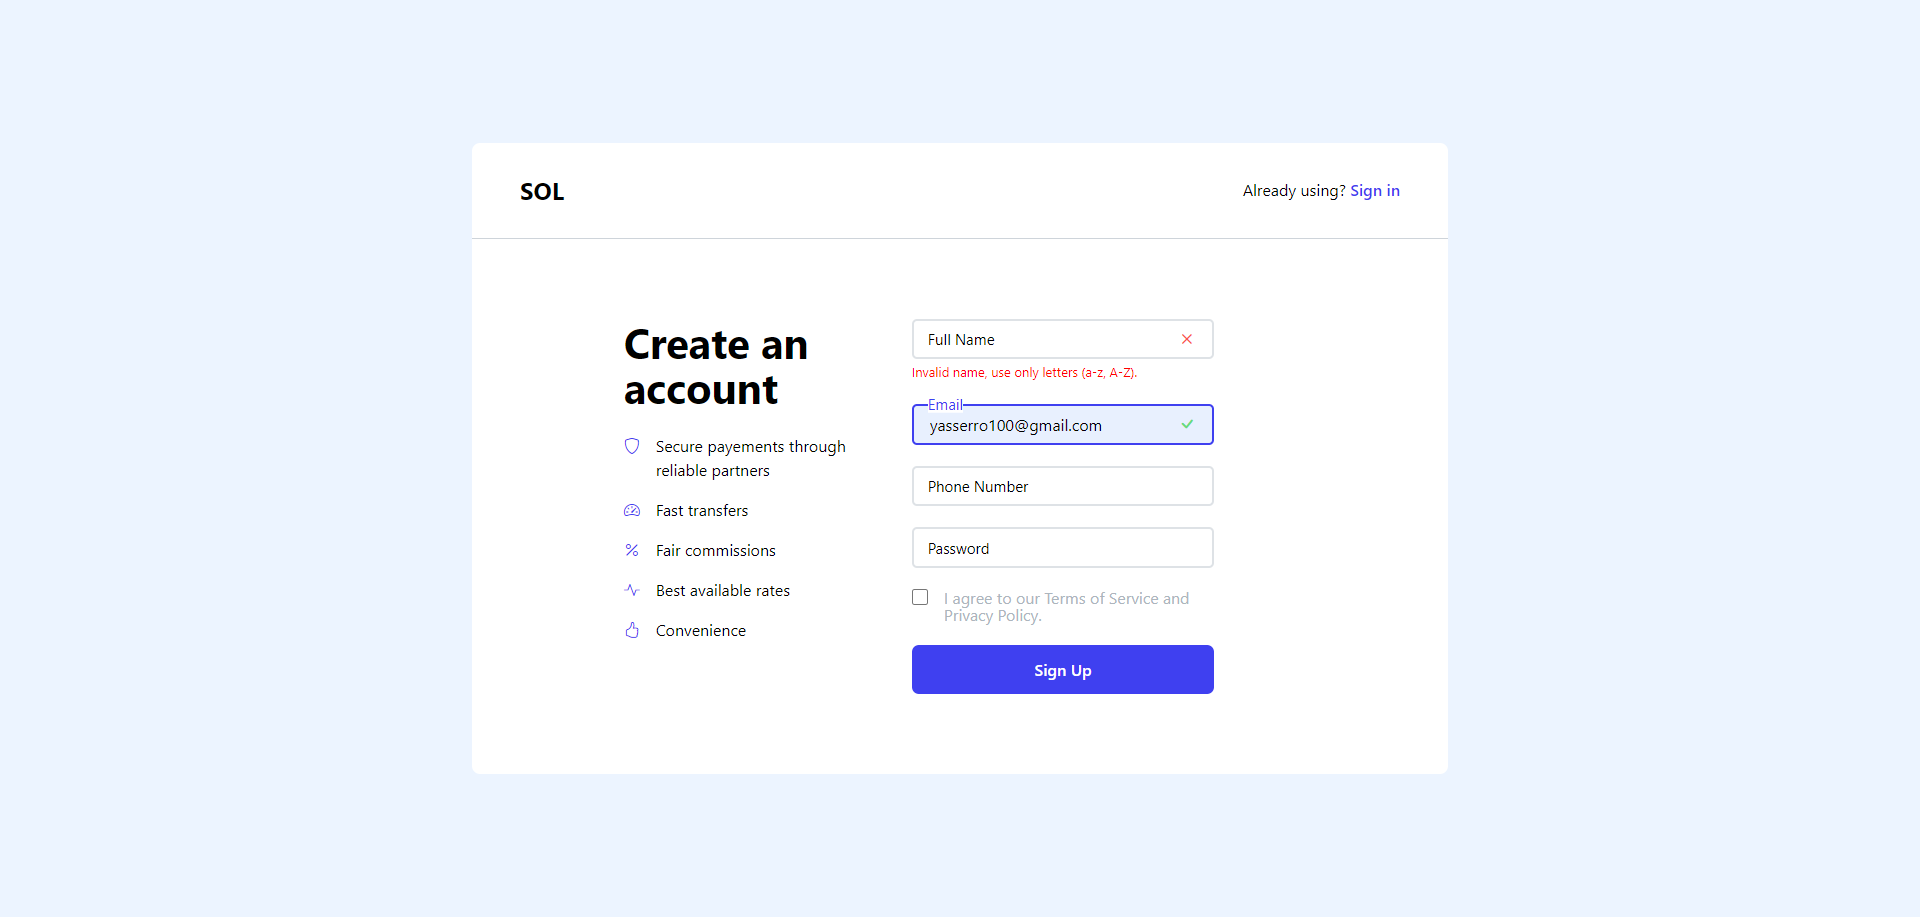 SOL
Already using? Sign in
Create an
account
Secure payements through
reliable partners
Fast transfers
Fair commissions
Best available rates
Convenience
Full Name
Invalid name, use only letters (a-z, A-Z).
Email
yasserro100@gmail.com
Phone Number
Password
I agree to our Terms of Service and
Privacy Policy.
Sign Up